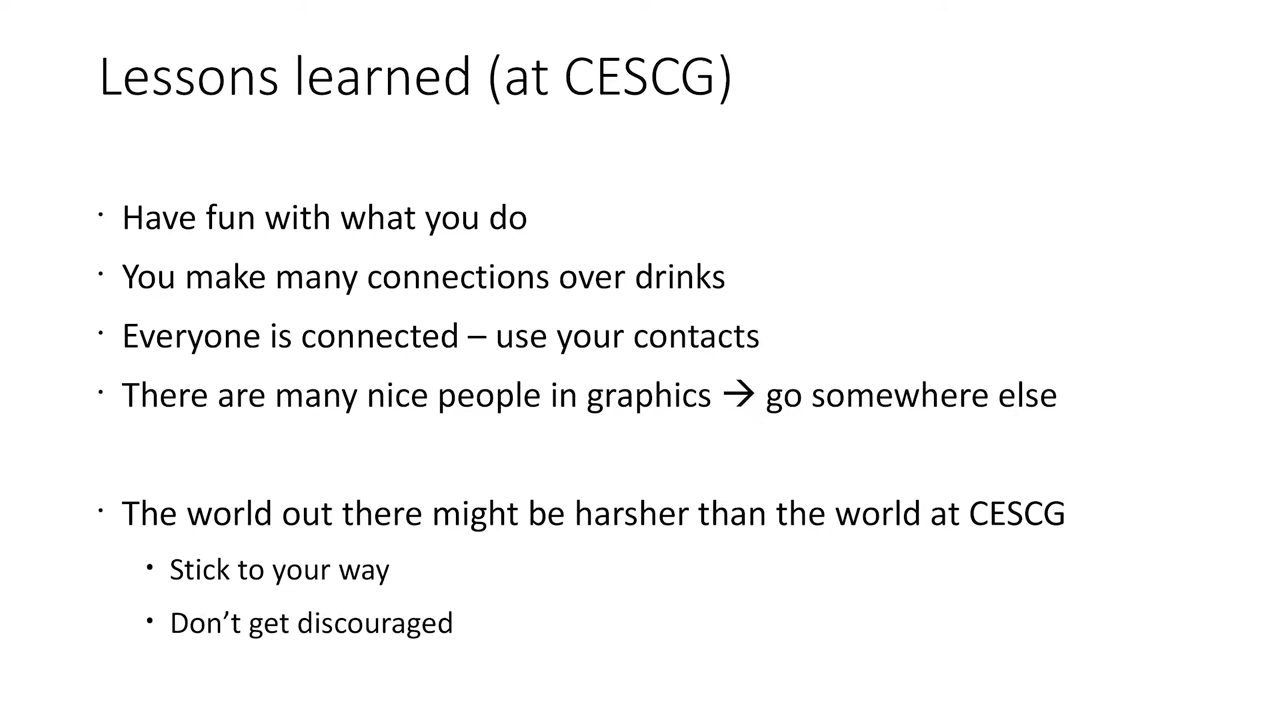 Lessons learned (at CESCG)
• Have fun with what you do
• You make many connections over drinks
• Everyone is connected – use your contacts
• There are many nice people in graphics → go somewhere else
• The world out there might be harsher than the world at CESCG
• Stick to your way
• Don’t get discouraged